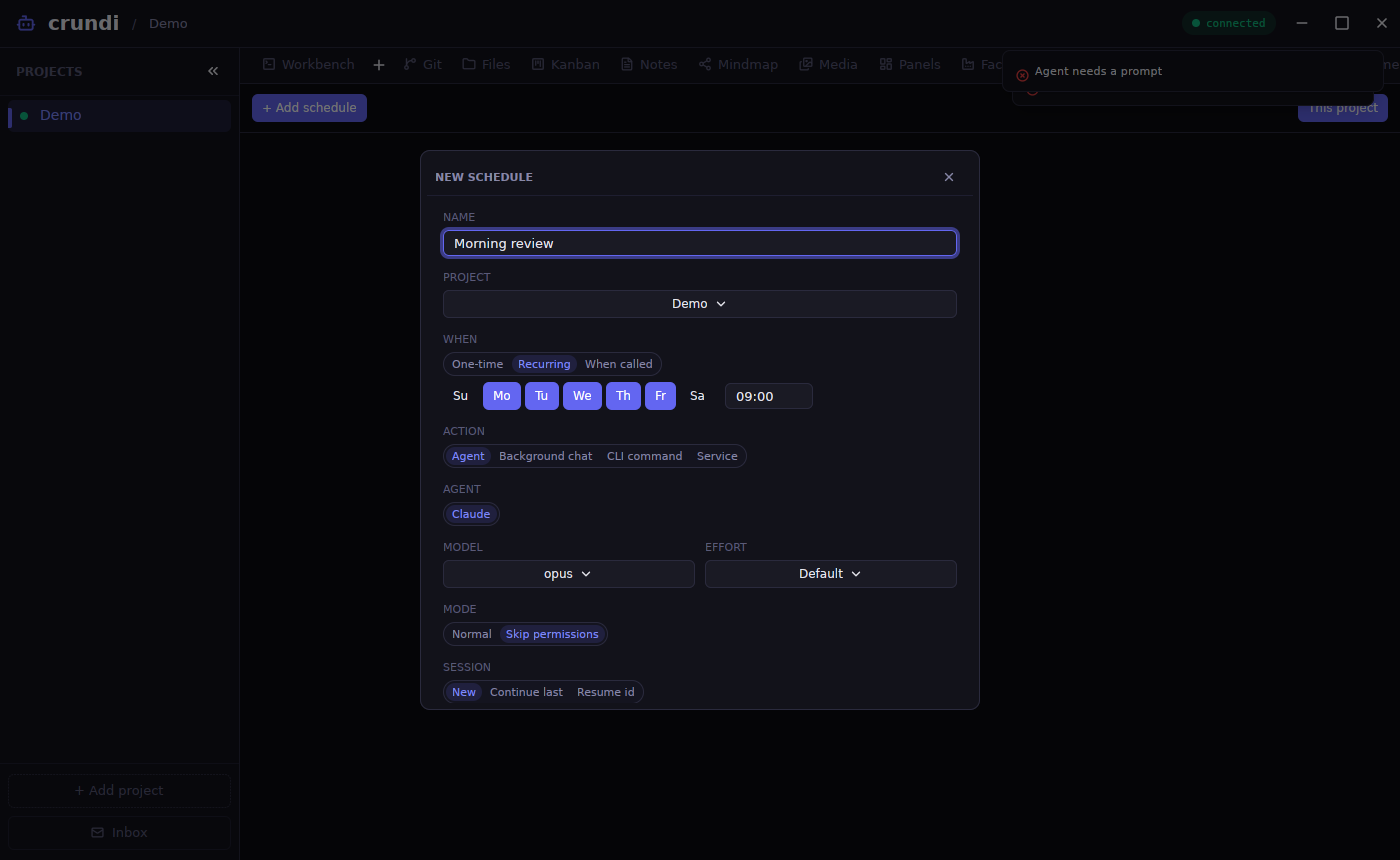 crundi / Demo
connected
PROJECTS
Workbench
Git
Files
Kanban
Notes
Mindmap
Media
Panels
Agent needs a prompt
Demo
+ Add schedule
This project
NEW SCHEDULE
NAME
Morning review
PROJECT
Demo
WHEN
One-time Recurring When called
Su Mo Tu We Th Fr Sa 09:00
ACTION
Agent Background chat CLI command Service
AGENT
Claude
MODEL EFFORT
opus Default
MODE
Normal Skip permissions
SESSION
New Continue last Resume id
+ Add project
Inbox